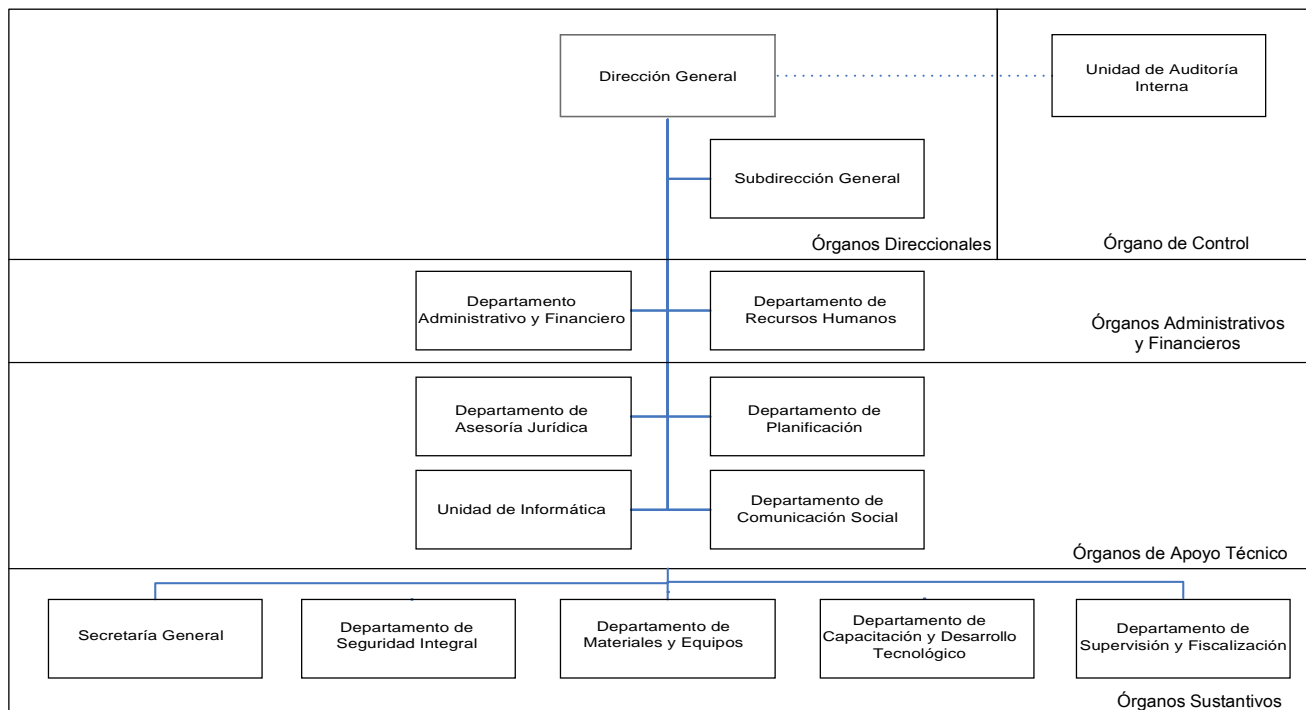 Dirección General
Unidad de Auditoría
Interna
Subdirección General
Órganos Direccionales
Órgano de Control
Departamento
Administrativo y Financiero
Departamento de
Recursos Humanos
Órganos Administrativos
y Financieros
Departamento de
Asesoría Jurídica
Departamento de
Planificación
Unidad de Informática
Departamento de
Comunicación Social
Órganos de Apoyo Técnico
Secretaría General
Departamento de
Seguridad Integral
Departamento de
Materiales y Equipos
Departamento de
Capacitación y Desarrollo
Tecnológico
Departamento de
Supervisión y Fiscalización
Órganos Sustantivos